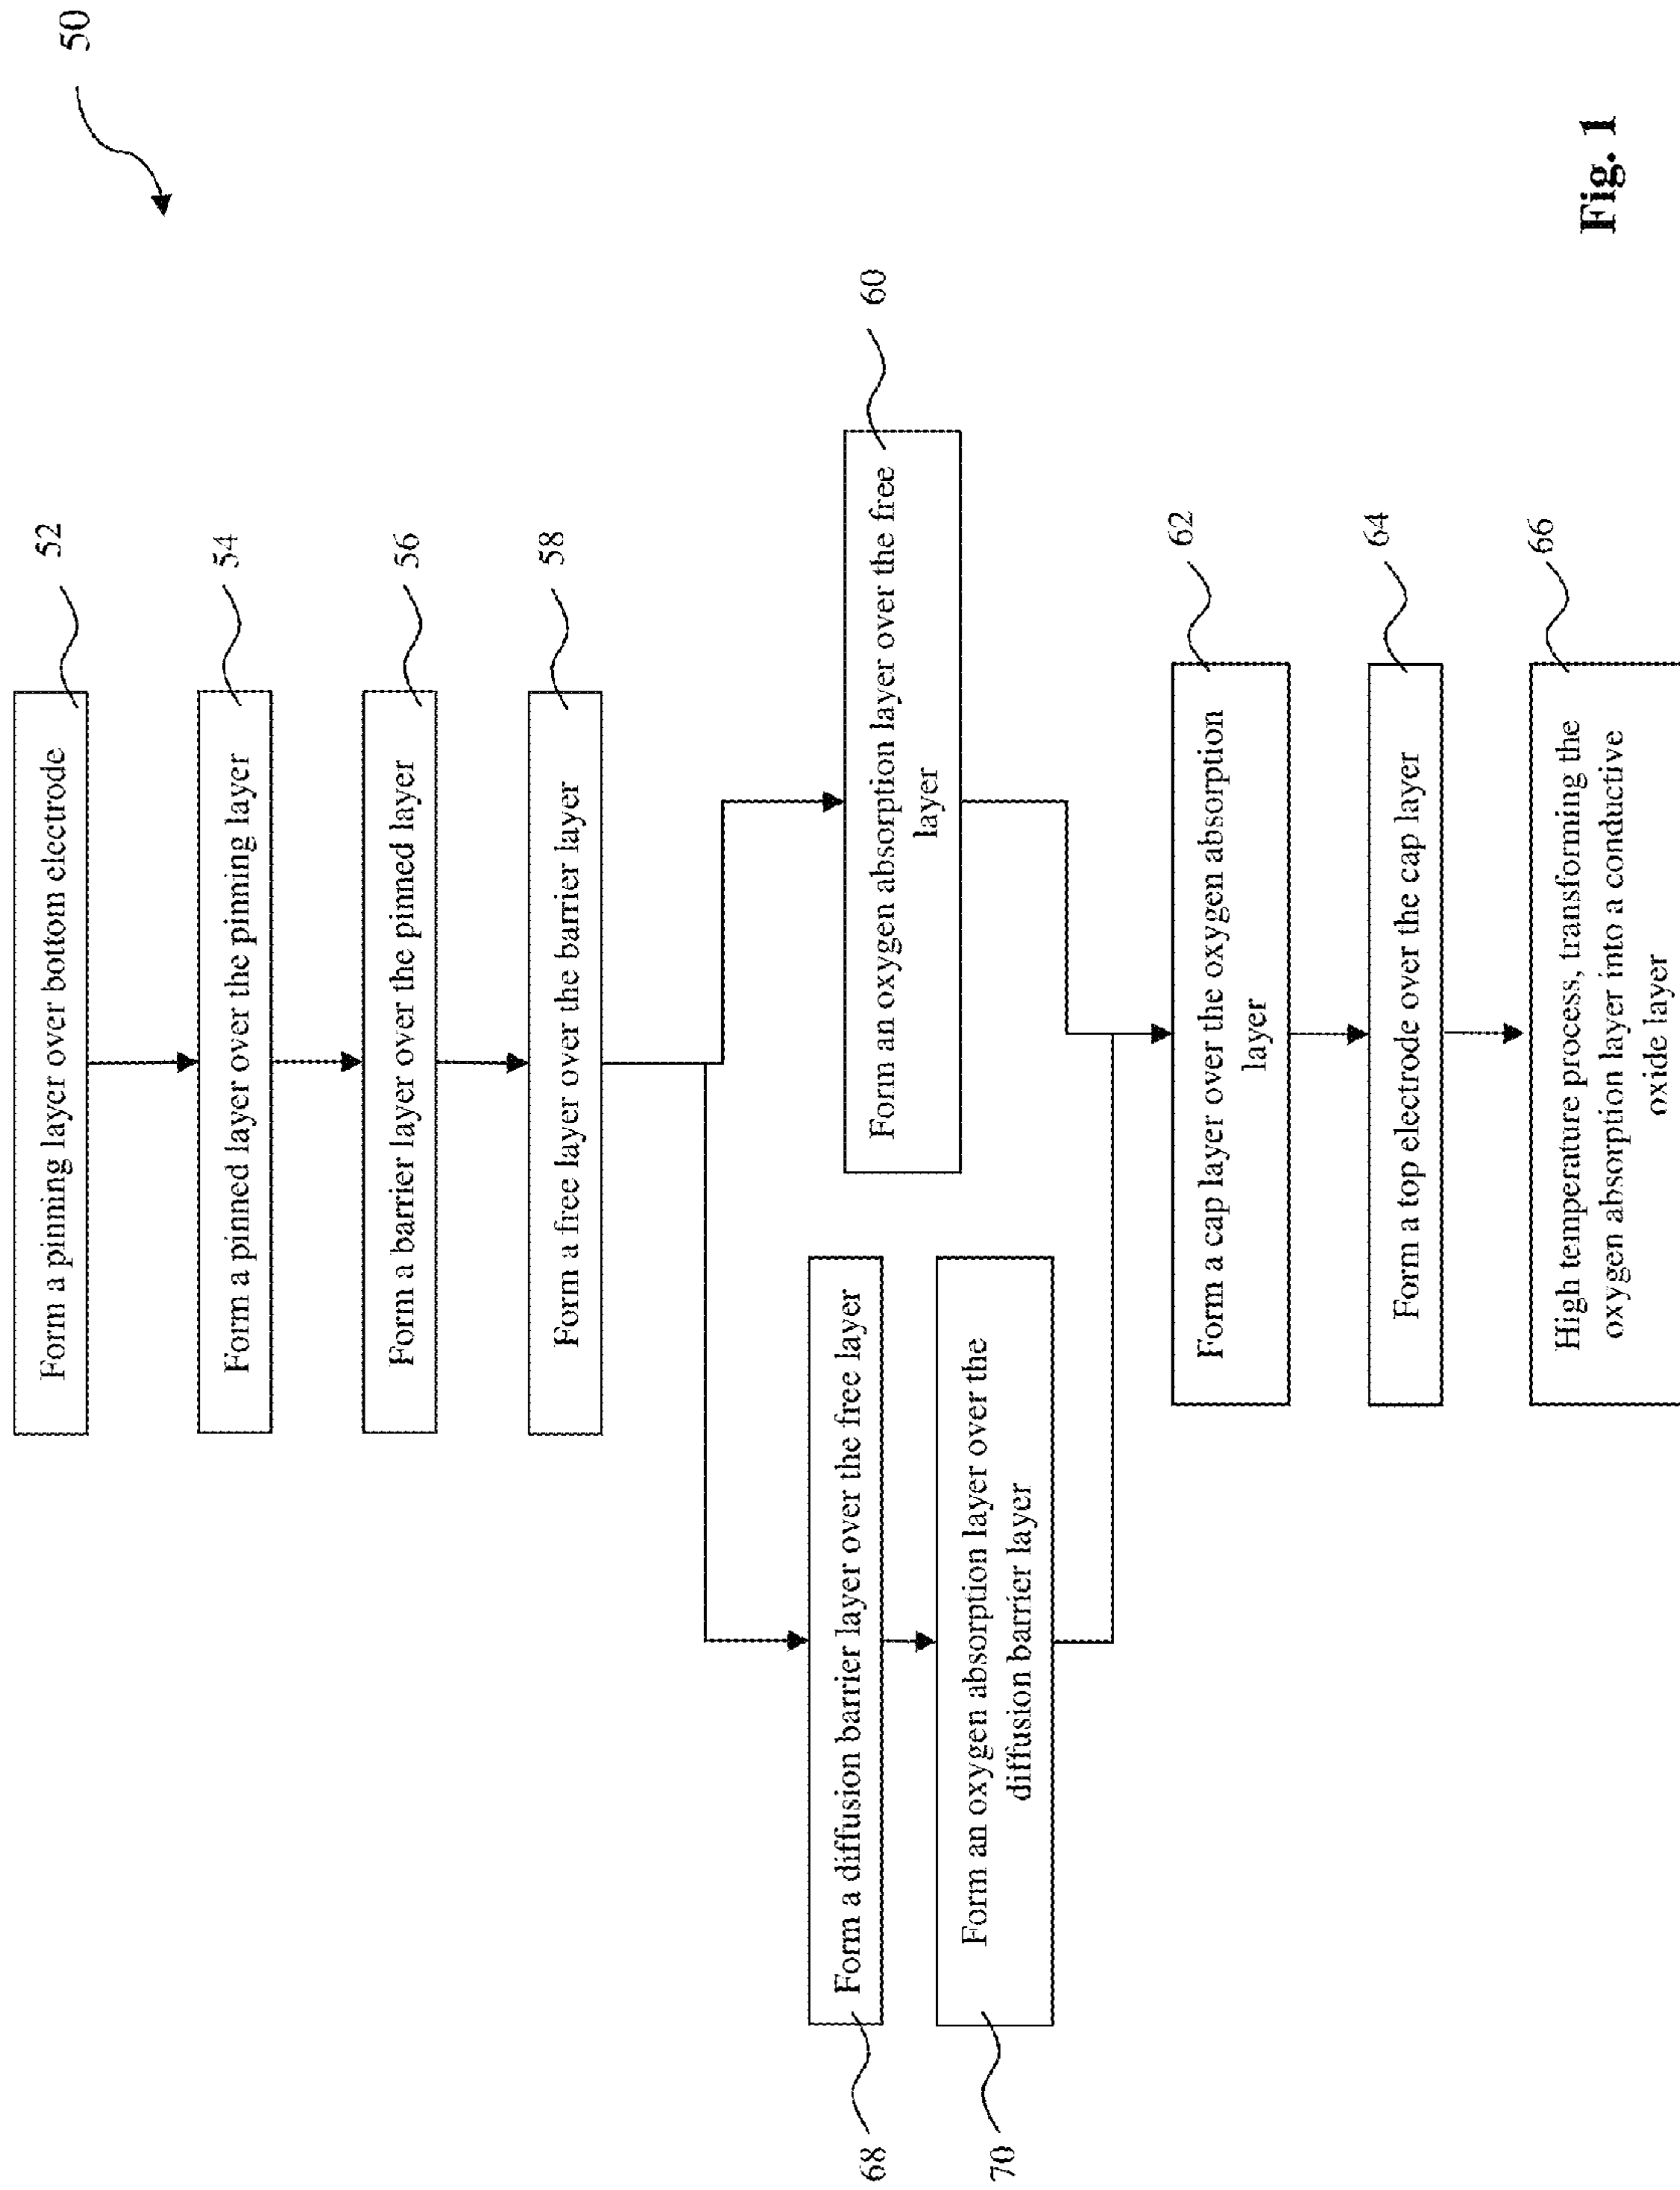 50
Form a pinning layer over bottom electrode
52
Form a pinned layer over the pinning layer
54
Form a barrier layer over the pinned layer
56
Form a free layer over the barrier layer
58
68
Form a diffusion barrier layer over the free layer
70
Form an oxygen absorption layer over the
diffusion barrier layer
Form an oxygen absorption layer over the free
layer
60
Form a cap layer over the oxygen absorption
layer
62
Form a top electrode over the cap layer
64
High temperature process, transforming the
oxygen absorption layer into a conductive
oxide layer
66
Fig. 1